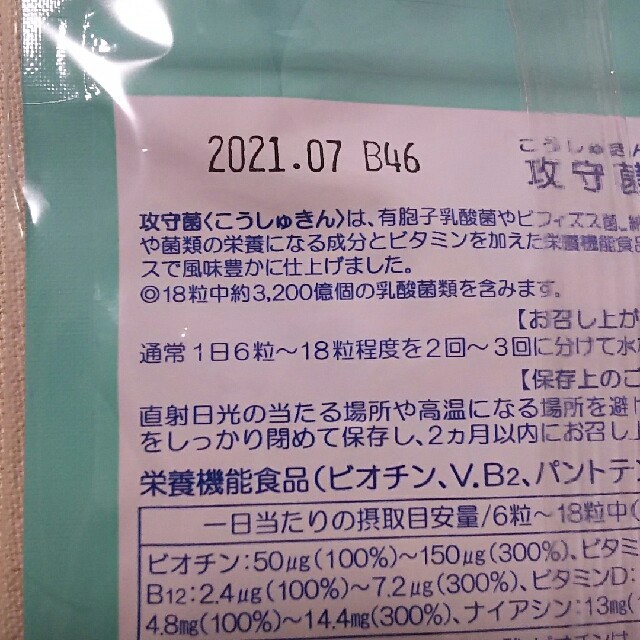 2021.07 B46
こうしゅきん
攻守菌
攻守菌〈こうしゅきん〉は、有胞子乳酸菌やビフィズス菌、
や菌類の栄養になる成分とビタミンを加えた栄養機能食品
スで風味豊かに仕上げました。
◎18粒中約3,200億個の乳酸菌類を含みます。
【お召し上が
通常1日6粒～18粒程度を2回～3回に分けて水
【保存上のご
直射日光の当たる場所や高温になる場所を避け
をしっかり閉めて保存し、2ヵ月以内にお召し上
栄養機能食品(ビオチン、V.B2、パントテン
一日当たりの摂取目安量/6粒～18粒中(
ビオチン:50μg(100%)～150μg(300%)、ビタミ
B12:2.4μg(100%)～7.2μg(300%)、ビタミンD:
4.8mg(100%)～14.4mg(300%)、ナイアシン:13mg(1